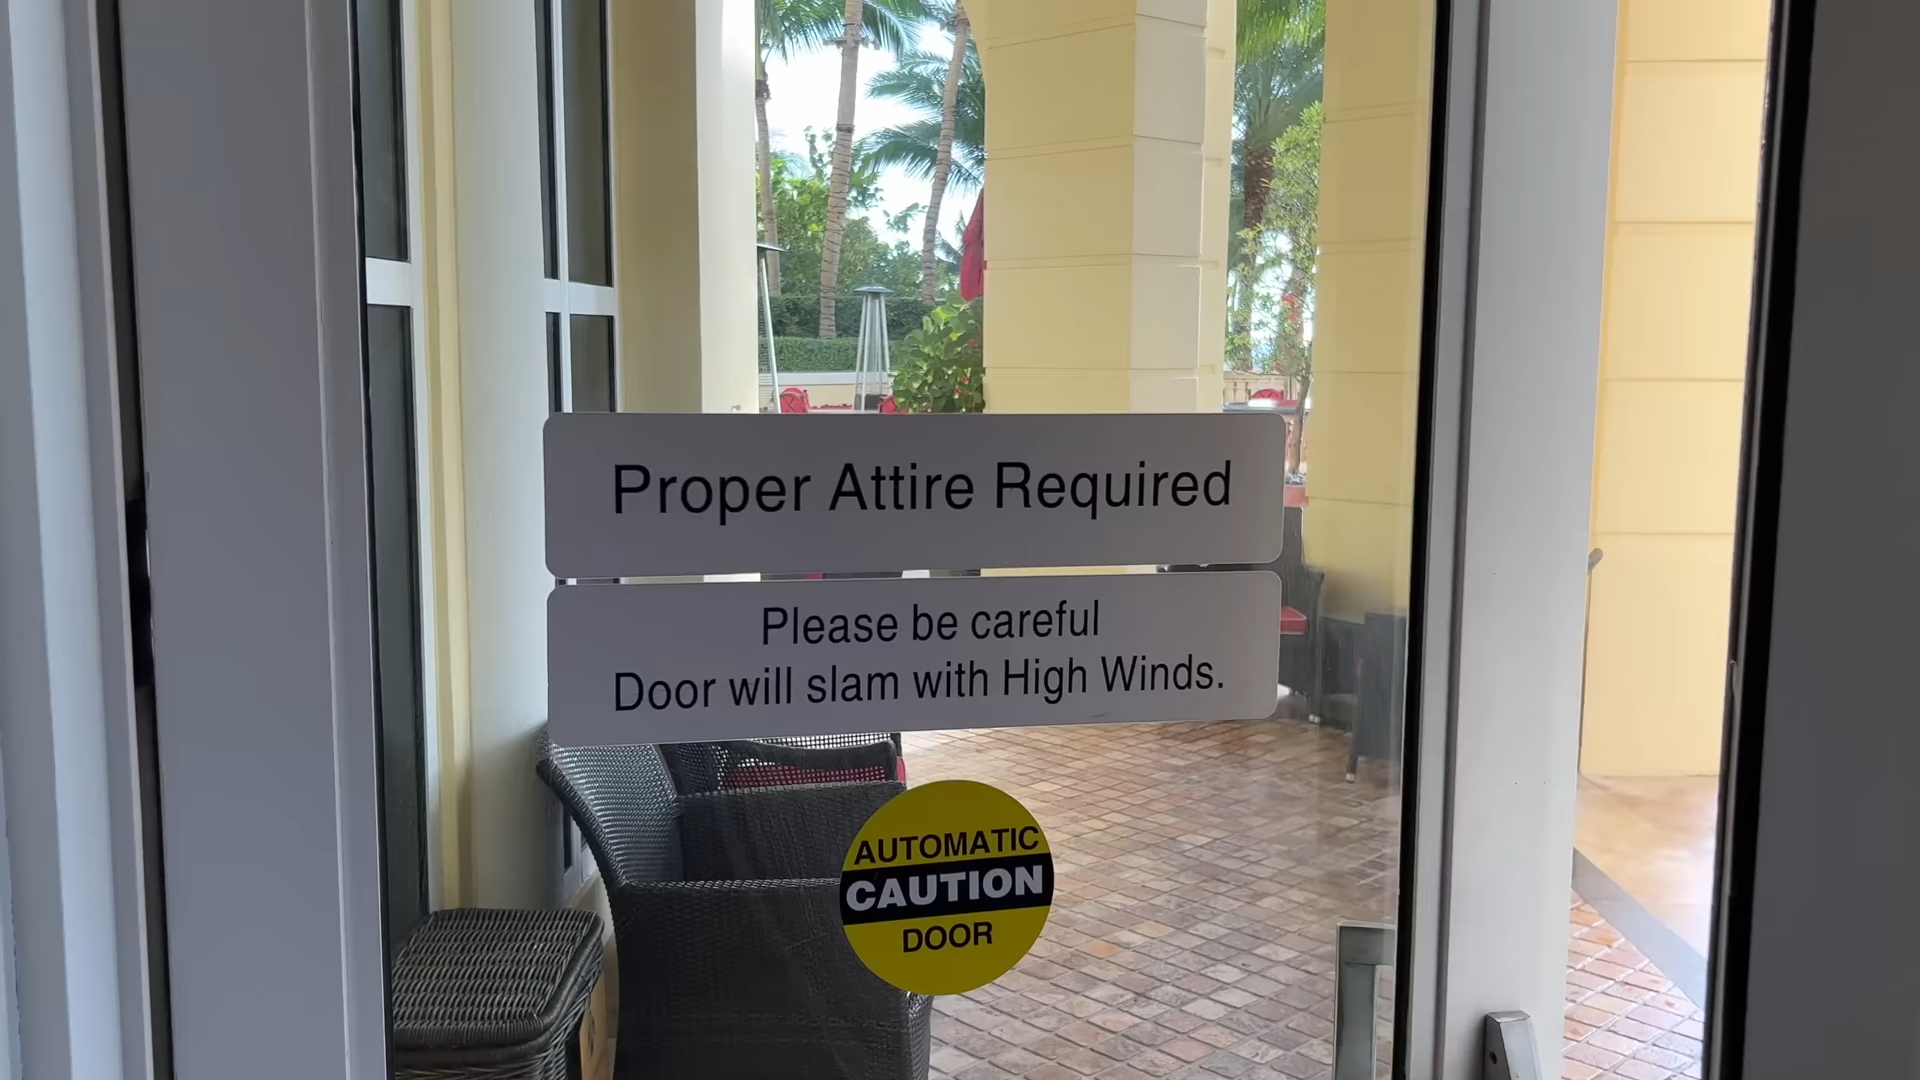 Proper Attire Required
Please be careful
Door will slam with High Winds.
AUTOMATIC
CAUTION
DOOR